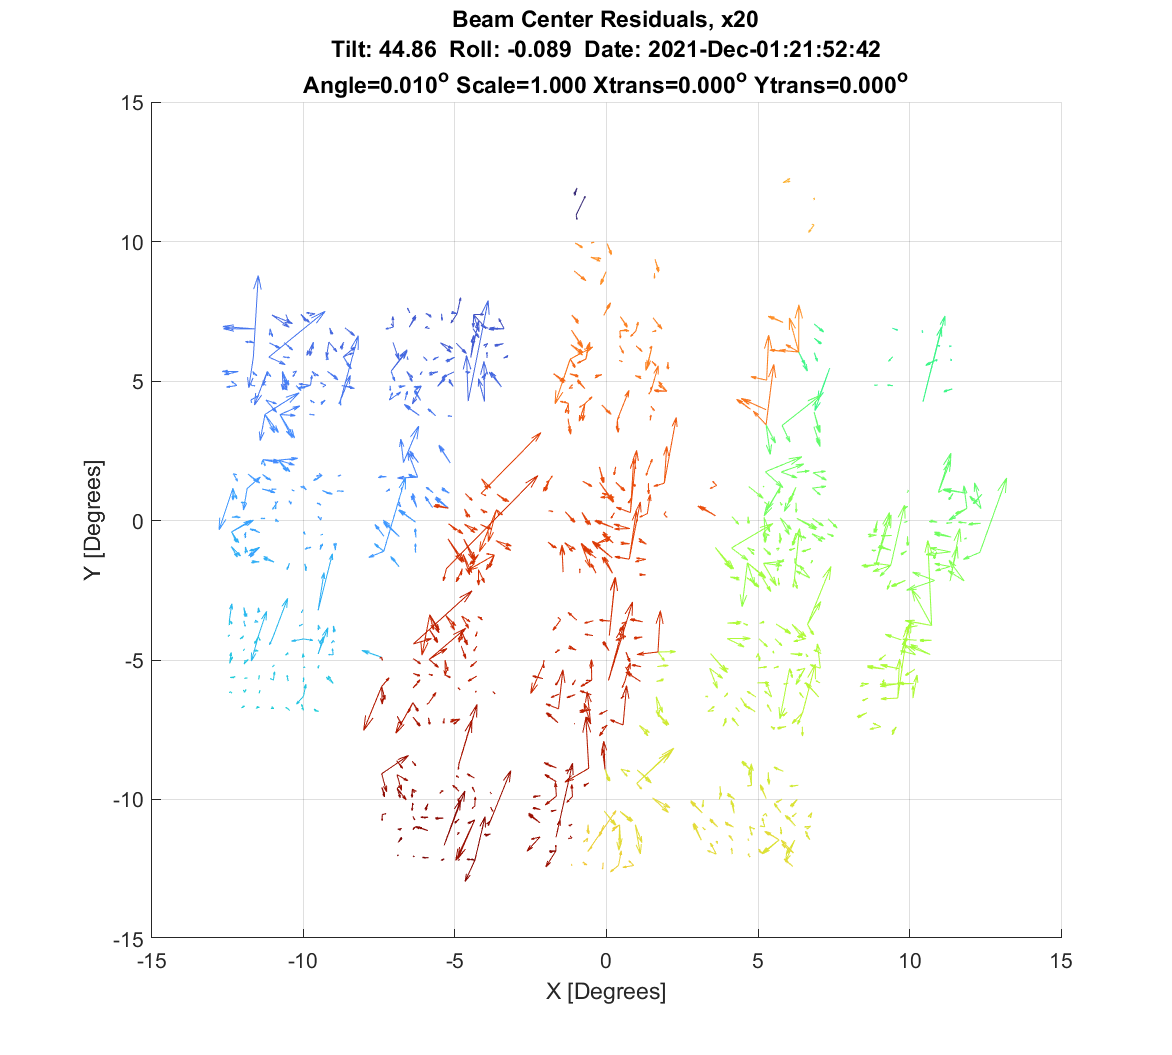 Beam Center Residuals, x20
Tilt: 44.86 Roll: -0.089 Date: 2021-Dec-01:21:52:42
Angle=0.010° Scale=1.000 Xtrans=0.000° Ytrans=0.000°
15
10
5
0
-5
-10
-15
Y [Degrees]
-15 -10 -5 0 5 10 15
X [Degrees]